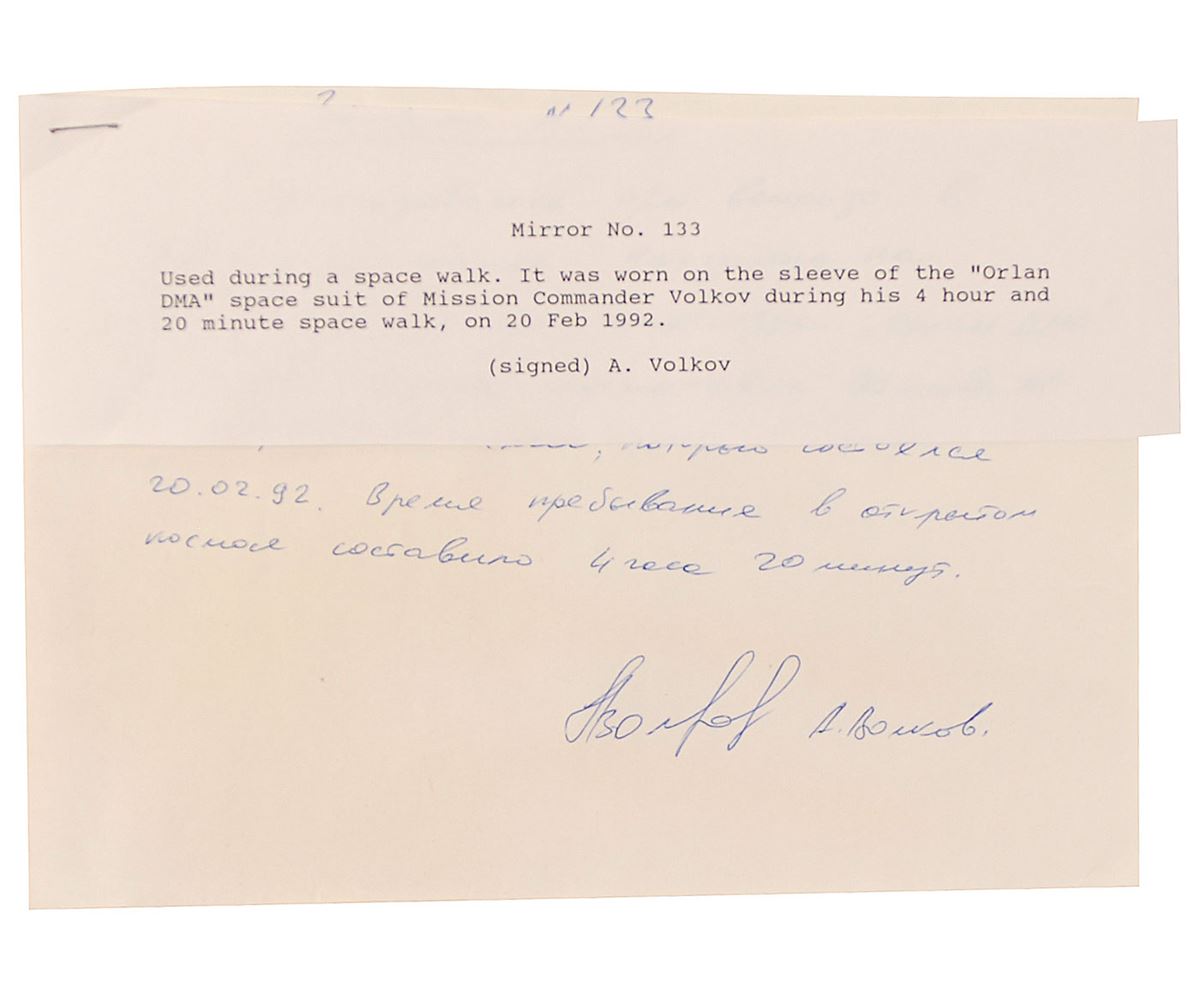 № 123
Mirror No. 133
Used during a space walk. It was worn on the sleeve of the "Orlan
DMA" space suit of Mission Commander Volkov during his 4 hour and
20 minute space walk, on 20 Feb 1992.
(signed) A. Volkov
20.02.92. Время пребывания в открытом
космосе составило 4 часа 20 минут.
А. Волков.